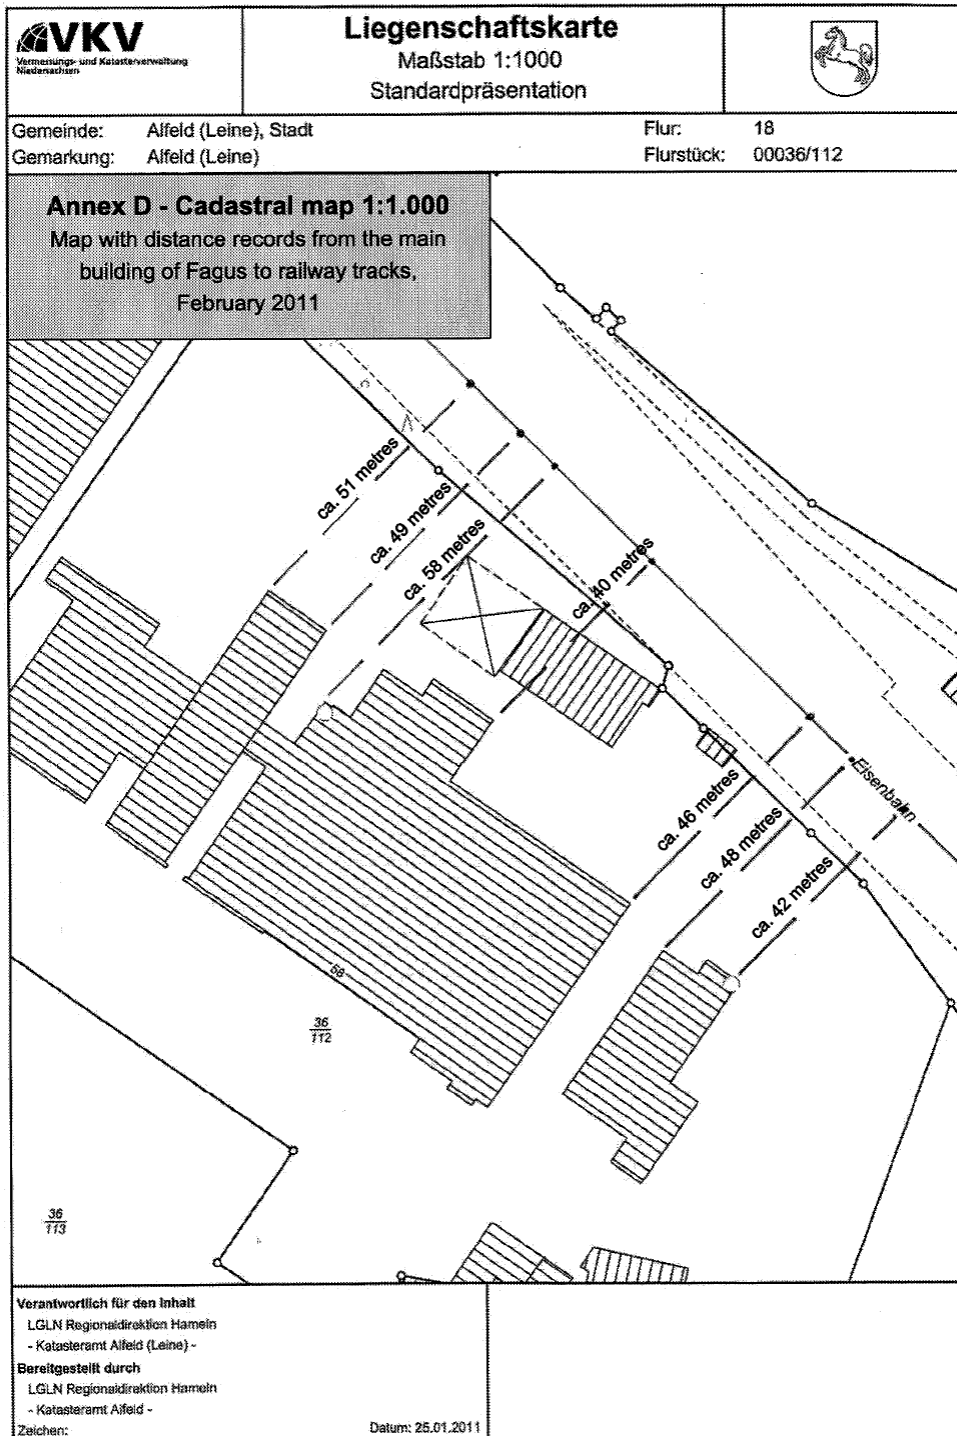 VKV
Vermessungs- und Katasterverwaltung
Niedersachsen
Liegenschaftskarte
Maßstab 1:1000
Standardpräsentation
Gemeinde: Alfeld (Leine), Stadt
Gemarkung: Alfeld (Leine)
Flur: 18
Flurstück: 00036/112
Annex D - Cadastral map 1:1.000
Map with distance records from the main
building of Fagus to railway tracks,
February 2011
ca. 51 metres
ca. 49 metres
ca. 58 metres
ca. 40 metres
ca. 46 metres
ca. 48 metres
ca. 42 metres
Eisenbahn
58
36
112
36
113
Verantwortlich für den Inhalt
LGLN Regionaldirektion Hameln
- Katasteramt Alfeld (Leine) -
Bereitgestellt durch
LGLN Regionaldirektion Hameln
- Katasteramt Alfeld -
Zeichen:
Datum: 25.01.2011